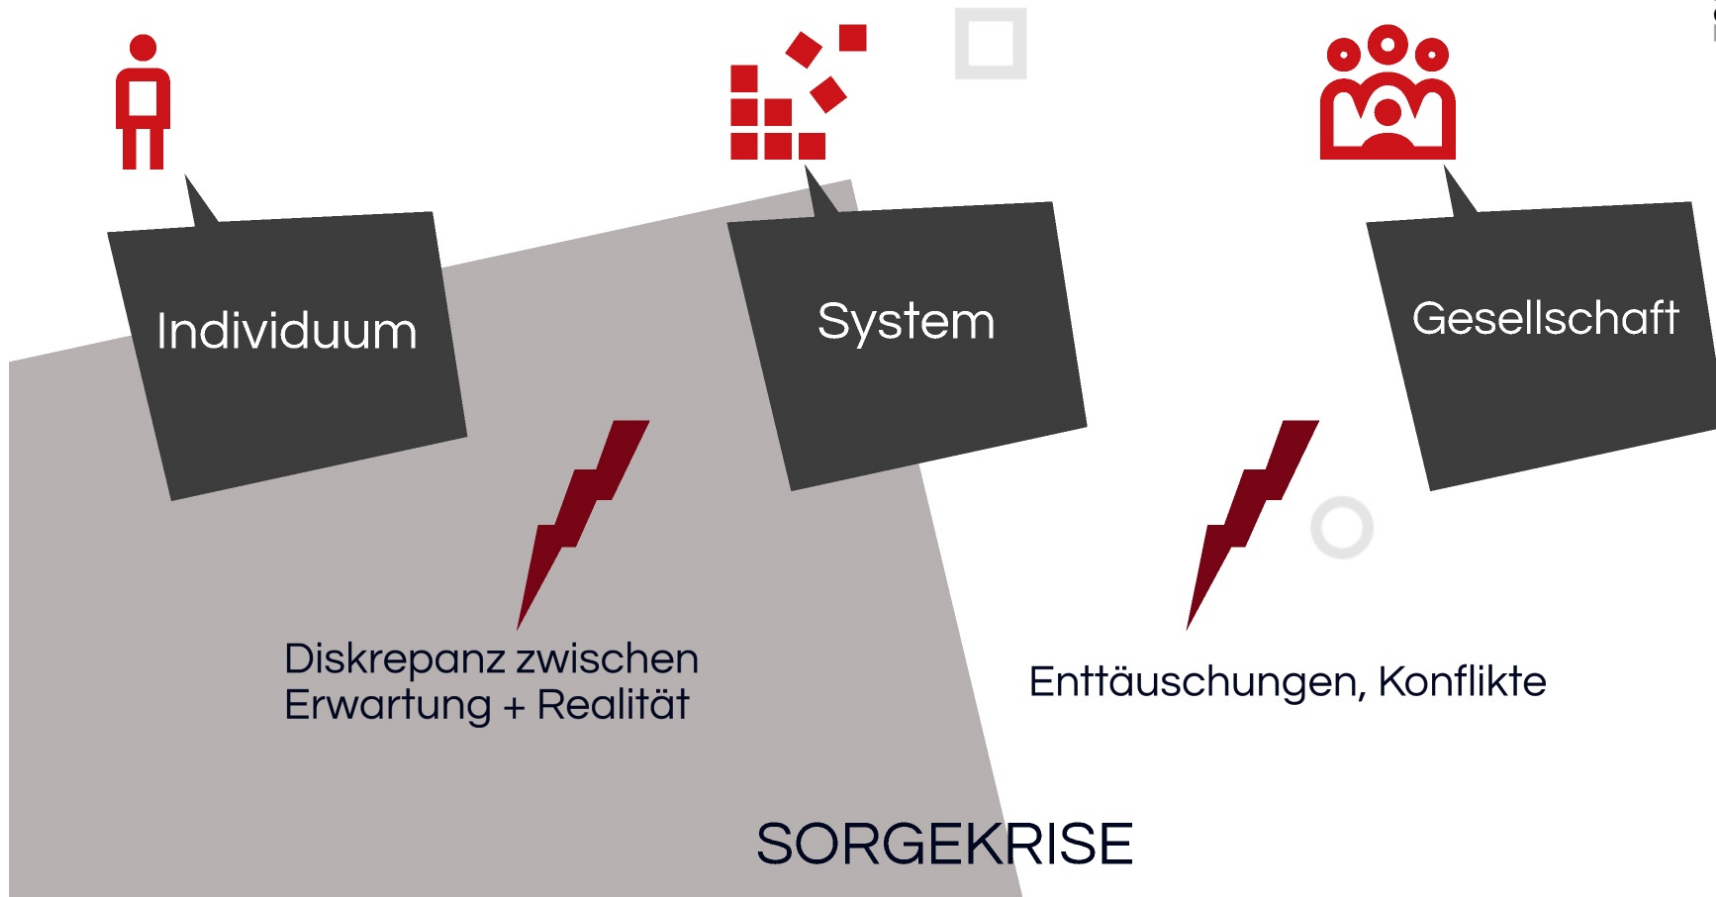 Individuum
System
Gesellschaft
Diskrepanz zwischen
Erwartung + Realität
Enttäuschungen, Konflikte
SORGEKRISE